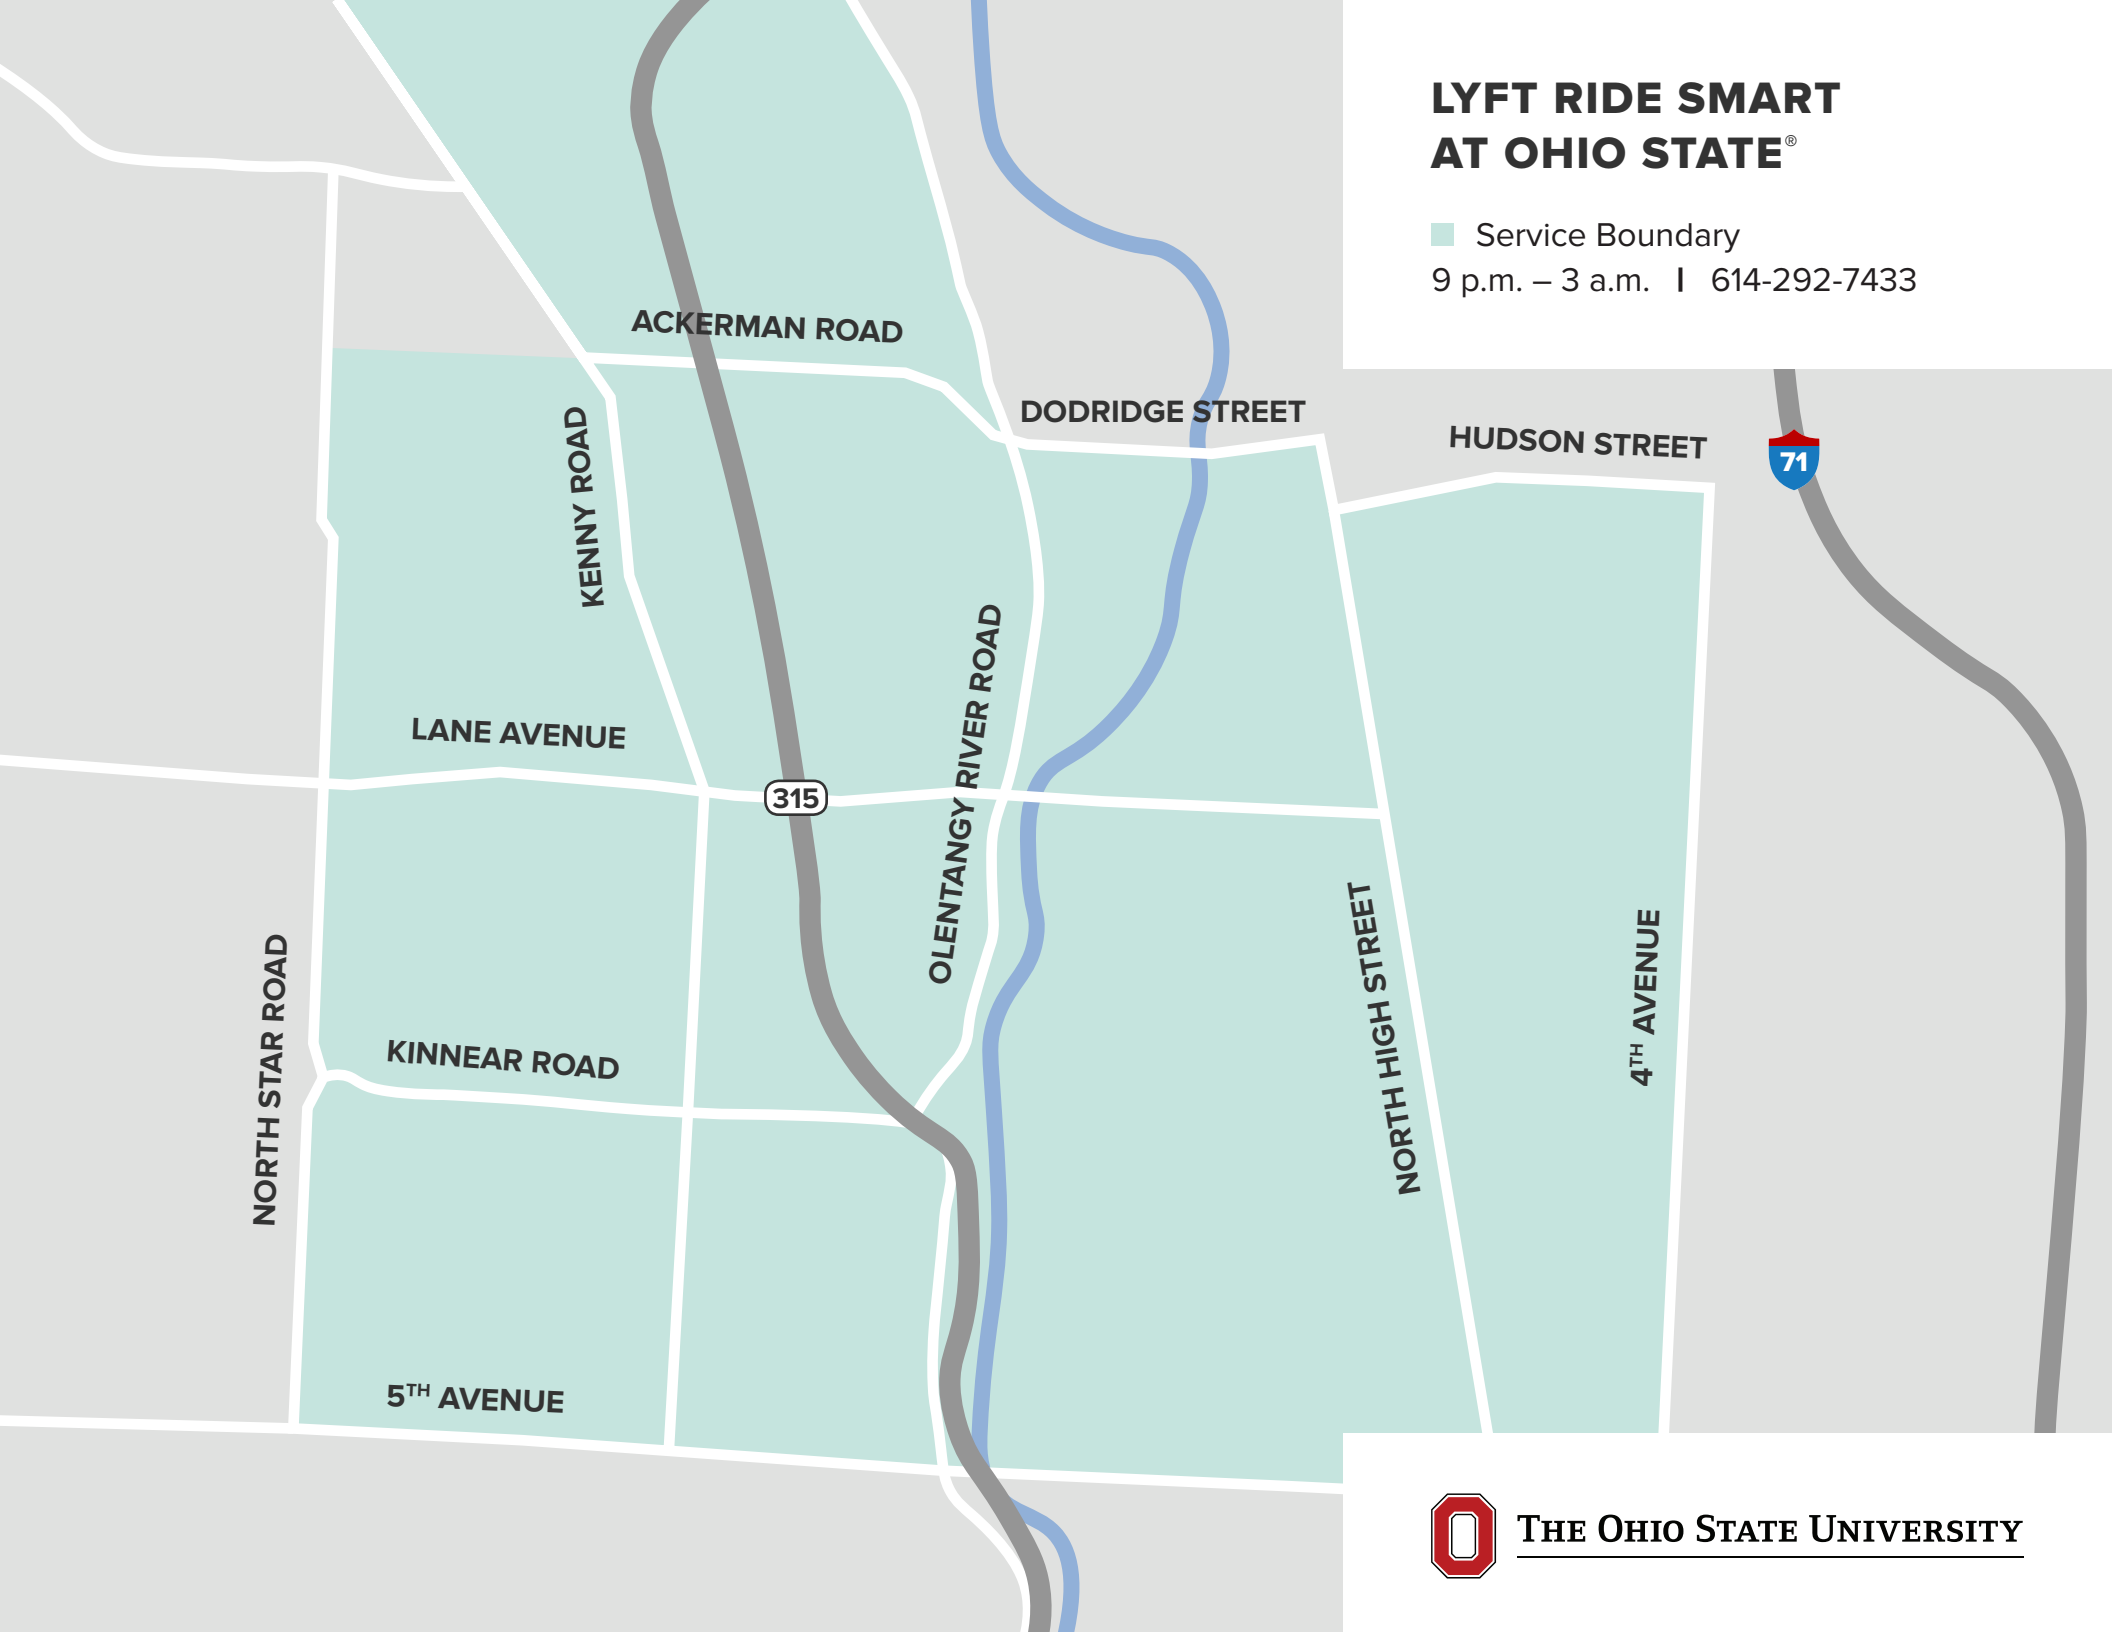 LYFT RIDE SMART
AT OHIO STATE®
Service Boundary
9 p.m. – 3 a.m. | 614-292-7433
ACKERMAN ROAD
DODRIDGE STREET
HUDSON STREET
71
KENNY ROAD
LANE AVENUE
315
OLENTANGY RIVER ROAD
NORTH STAR ROAD
KINNEAR ROAD
NORTH HIGH STREET
4TH AVENUE
5TH AVENUE
THE OHIO STATE UNIVERSITY